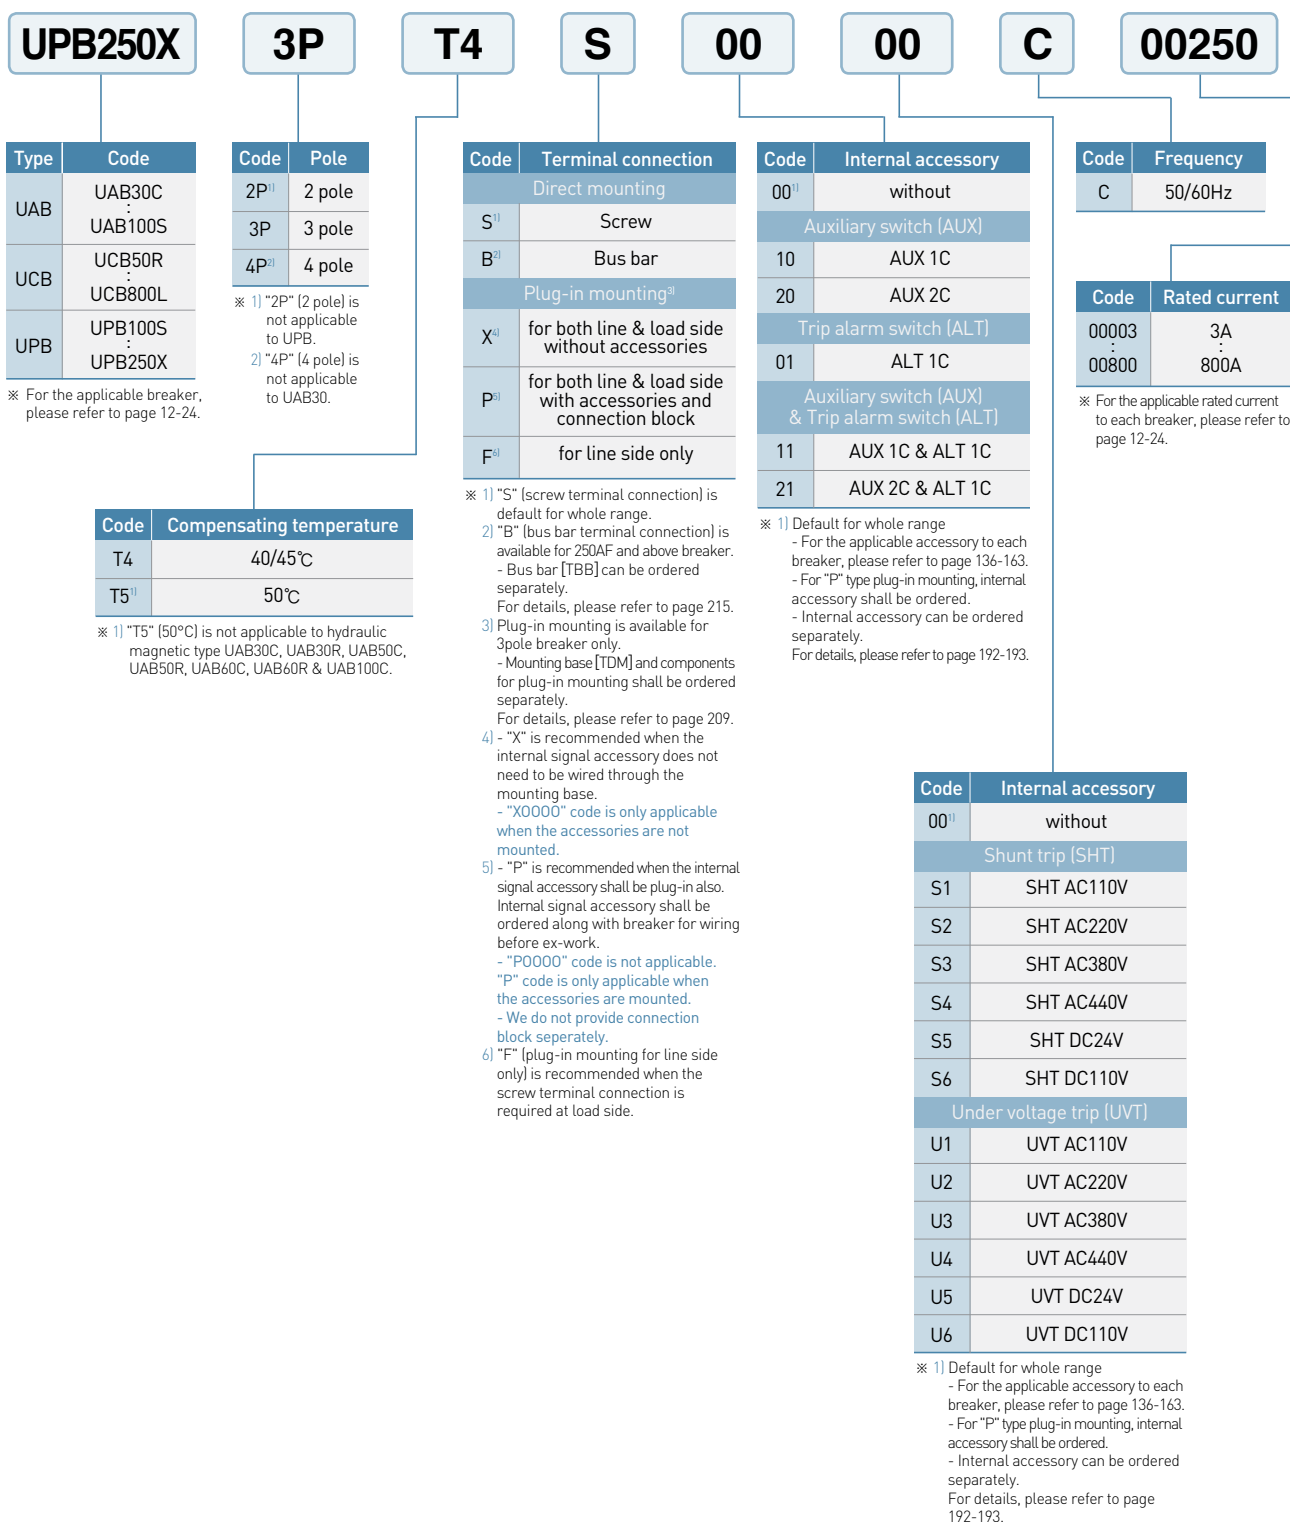 UPB250X 3P T4 S 00 00 C 00250
Type Code
UAB UAB30C
:
UAB100S
UCB UCB50R
:
UCB800L
UPB UPB100S
:
UPB250X
※ For the applicable breaker,
please refer to page 12-24.
Code Pole
2P1) 2 pole
3P 3 pole
4P2) 4 pole
※ 1) "2P" (2 pole) is
not applicable
to UPB.
2) "4P" (4 pole) is
not applicable
to UAB30.
Code Compensating temperature
T4 40/45℃
T51) 50℃
※ 1) "T5" (50°C) is not applicable to hydraulic
magnetic type UAB30C, UAB30R, UAB50C,
UAB50R, UAB60C, UAB60R & UAB100C.
Code Terminal connection
Direct mounting
S1) Screw
B2) Bus bar
Plug-in mounting3)
X4) for both line & load side
without accessories
P5) for both line & load side
with accessories and
connection block
F6) for line side only
※ 1) "S" (screw terminal connection) is
default for whole range.
2) "B" (bus bar terminal connection) is
available for 250AF and above breaker.
- Bus bar [TBB] can be ordered
separately.
For details, please refer to page 215.
3) Plug-in mounting is available for
3pole breaker only.
- Mounting base [TDM] and components
for plug-in mounting shall be ordered
separately.
For details, please refer to page 209.
4) - "X" is recommended when the
internal signal accessory does not
need to be wired through the
mounting base.
- "X0000" code is only applicable
when the accessories are not
mounted.
5) - "P" is recommended when the internal
signal accessory shall be plug-in also.
Internal signal accessory shall be
ordered along with breaker for wiring
before ex-work.
- "P0000" code is not applicable.
"P" code is only applicable when
the accessories are mounted.
- We do not provide connection
block seperately.
6) "F" (plug-in mounting for line side
only) is recommended when the
screw terminal connection is
required at load side.
Code Internal accessory
001) without
Auxiliary switch (AUX)
10 AUX 1C
20 AUX 2C
Trip alarm switch (ALT)
01 ALT 1C
Auxiliary switch (AUX)
& Trip alarm switch (ALT)
11 AUX 1C & ALT 1C
21 AUX 2C & ALT 1C
※ 1) Default for whole range
- For the applicable accessory to each
breaker, please refer to page 136-163.
- For "P" type plug-in mounting, internal
accessory shall be ordered.
- Internal accessory can be ordered
separately.
For details, please refer to page 192-193.
Code Frequency
C 50/60Hz
Code Rated current
00003 3A
: :
00800 800A
※ For the applicable rated current
to each breaker, please refer to
page 12-24.
Code Internal accessory
001) without
Shunt trip (SHT)
S1 SHT AC110V
S2 SHT AC220V
S3 SHT AC380V
S4 SHT AC440V
S5 SHT DC24V
S6 SHT DC110V
Under voltage trip (UVT)
U1 UVT AC110V
U2 UVT AC220V
U3 UVT AC380V
U4 UVT AC440V
U5 UVT DC24V
U6 UVT DC110V
※ 1) Default for whole range
- For the applicable accessory to each
breaker, please refer to page 136-163.
- For "P" type plug-in mounting, internal
accessory shall be ordered.
- Internal accessory can be ordered
separately.
For details, please refer to page
192-193.